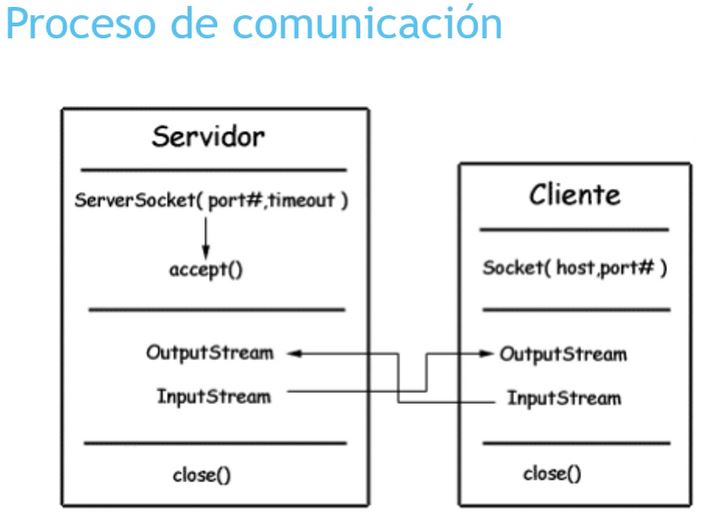 Proceso de comunicación
Servidor
ServerSocket( port#,timeout )
accept()
OutputStream
InputStream
close()
Cliente
Socket( host,port# )
OutputStream
InputStream
close()